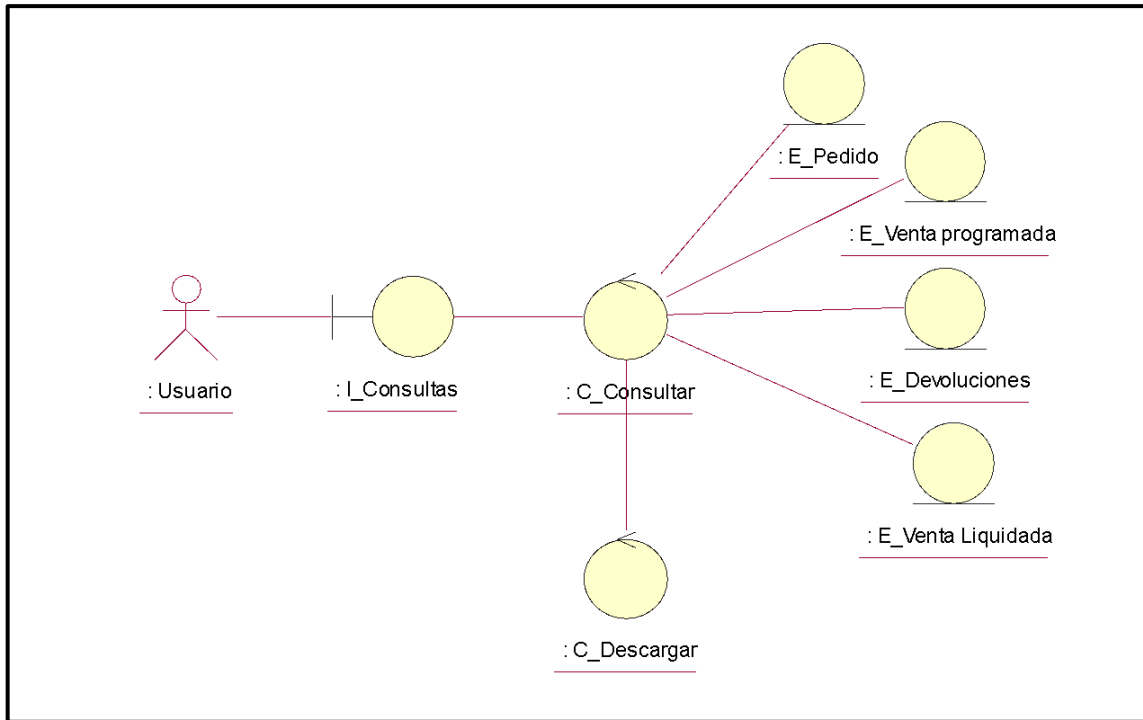 : E_Pedido
: E_Venta programada
: Usuario
: I_Consultas
: C_Consultar
: E_Devoluciones
: E_Venta Liquidada
: C_Descargar